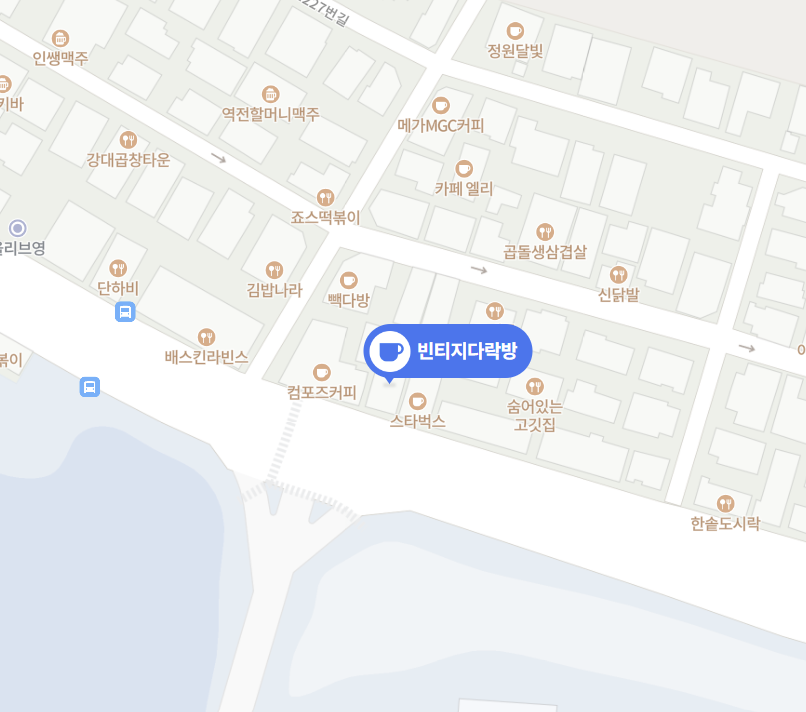 227번길
정원달빛
인쌩맥주
키바
역전할머니맥주
메가MGC커피
강대곱창타운
카페 엘리
죠스떡볶이
올리브영
곱돌생삼겹살
단하비
김밥나라
빽다방
신닭발
배스킨라빈스
빈티지다락방
볶이
컴포즈커피
스타벅스
숨어있는
고깃집
한솥도시락